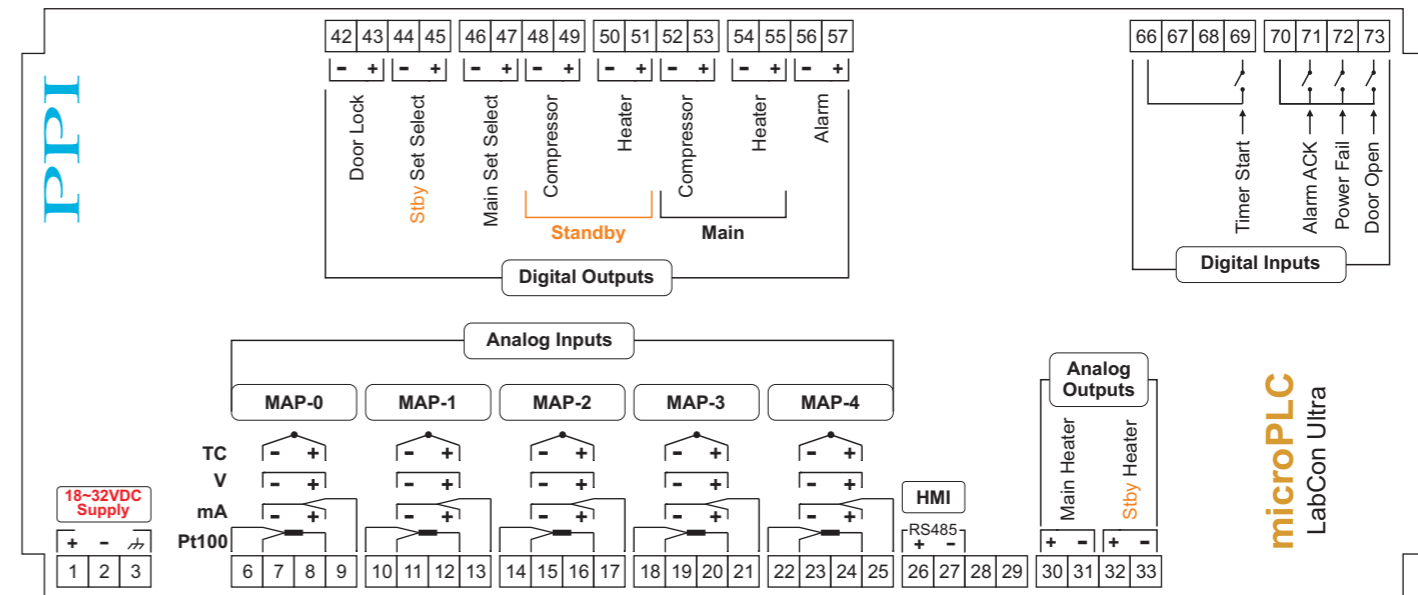 42 43 44 45 46 47 48 49 50 51 52 53 54 55 56 57
- + - + - + - + - + - + - + - +
Door Lock
Stby Set Select
Main Set Select
Compressor
Heater
Compressor
Heater
Alarm
Standby
Main
Digital Outputs
66 67 68 69 70 71 72 73
Timer Start
Alarm ACK
Power Fail
Door Open
Digital Inputs
PPI
Analog Inputs
MAP-0 MAP-1 MAP-2 MAP-3 MAP-4
TC - + - + - + - + - +
V - + - + - + - + - +
mA - + - + - + - + - +
Pt100
18~32VDC
Supply
+ -
1 2 3
6 7 8 9 10 11 12 13 14 15 16 17 18 19 20 21 22 23 24 25
HMI
RS485
+ -
26 27 28 29
Analog
Outputs
Main Heater
Stby Heater
+ - + -
30 31 32 33
microPLC
LabCon Ultra